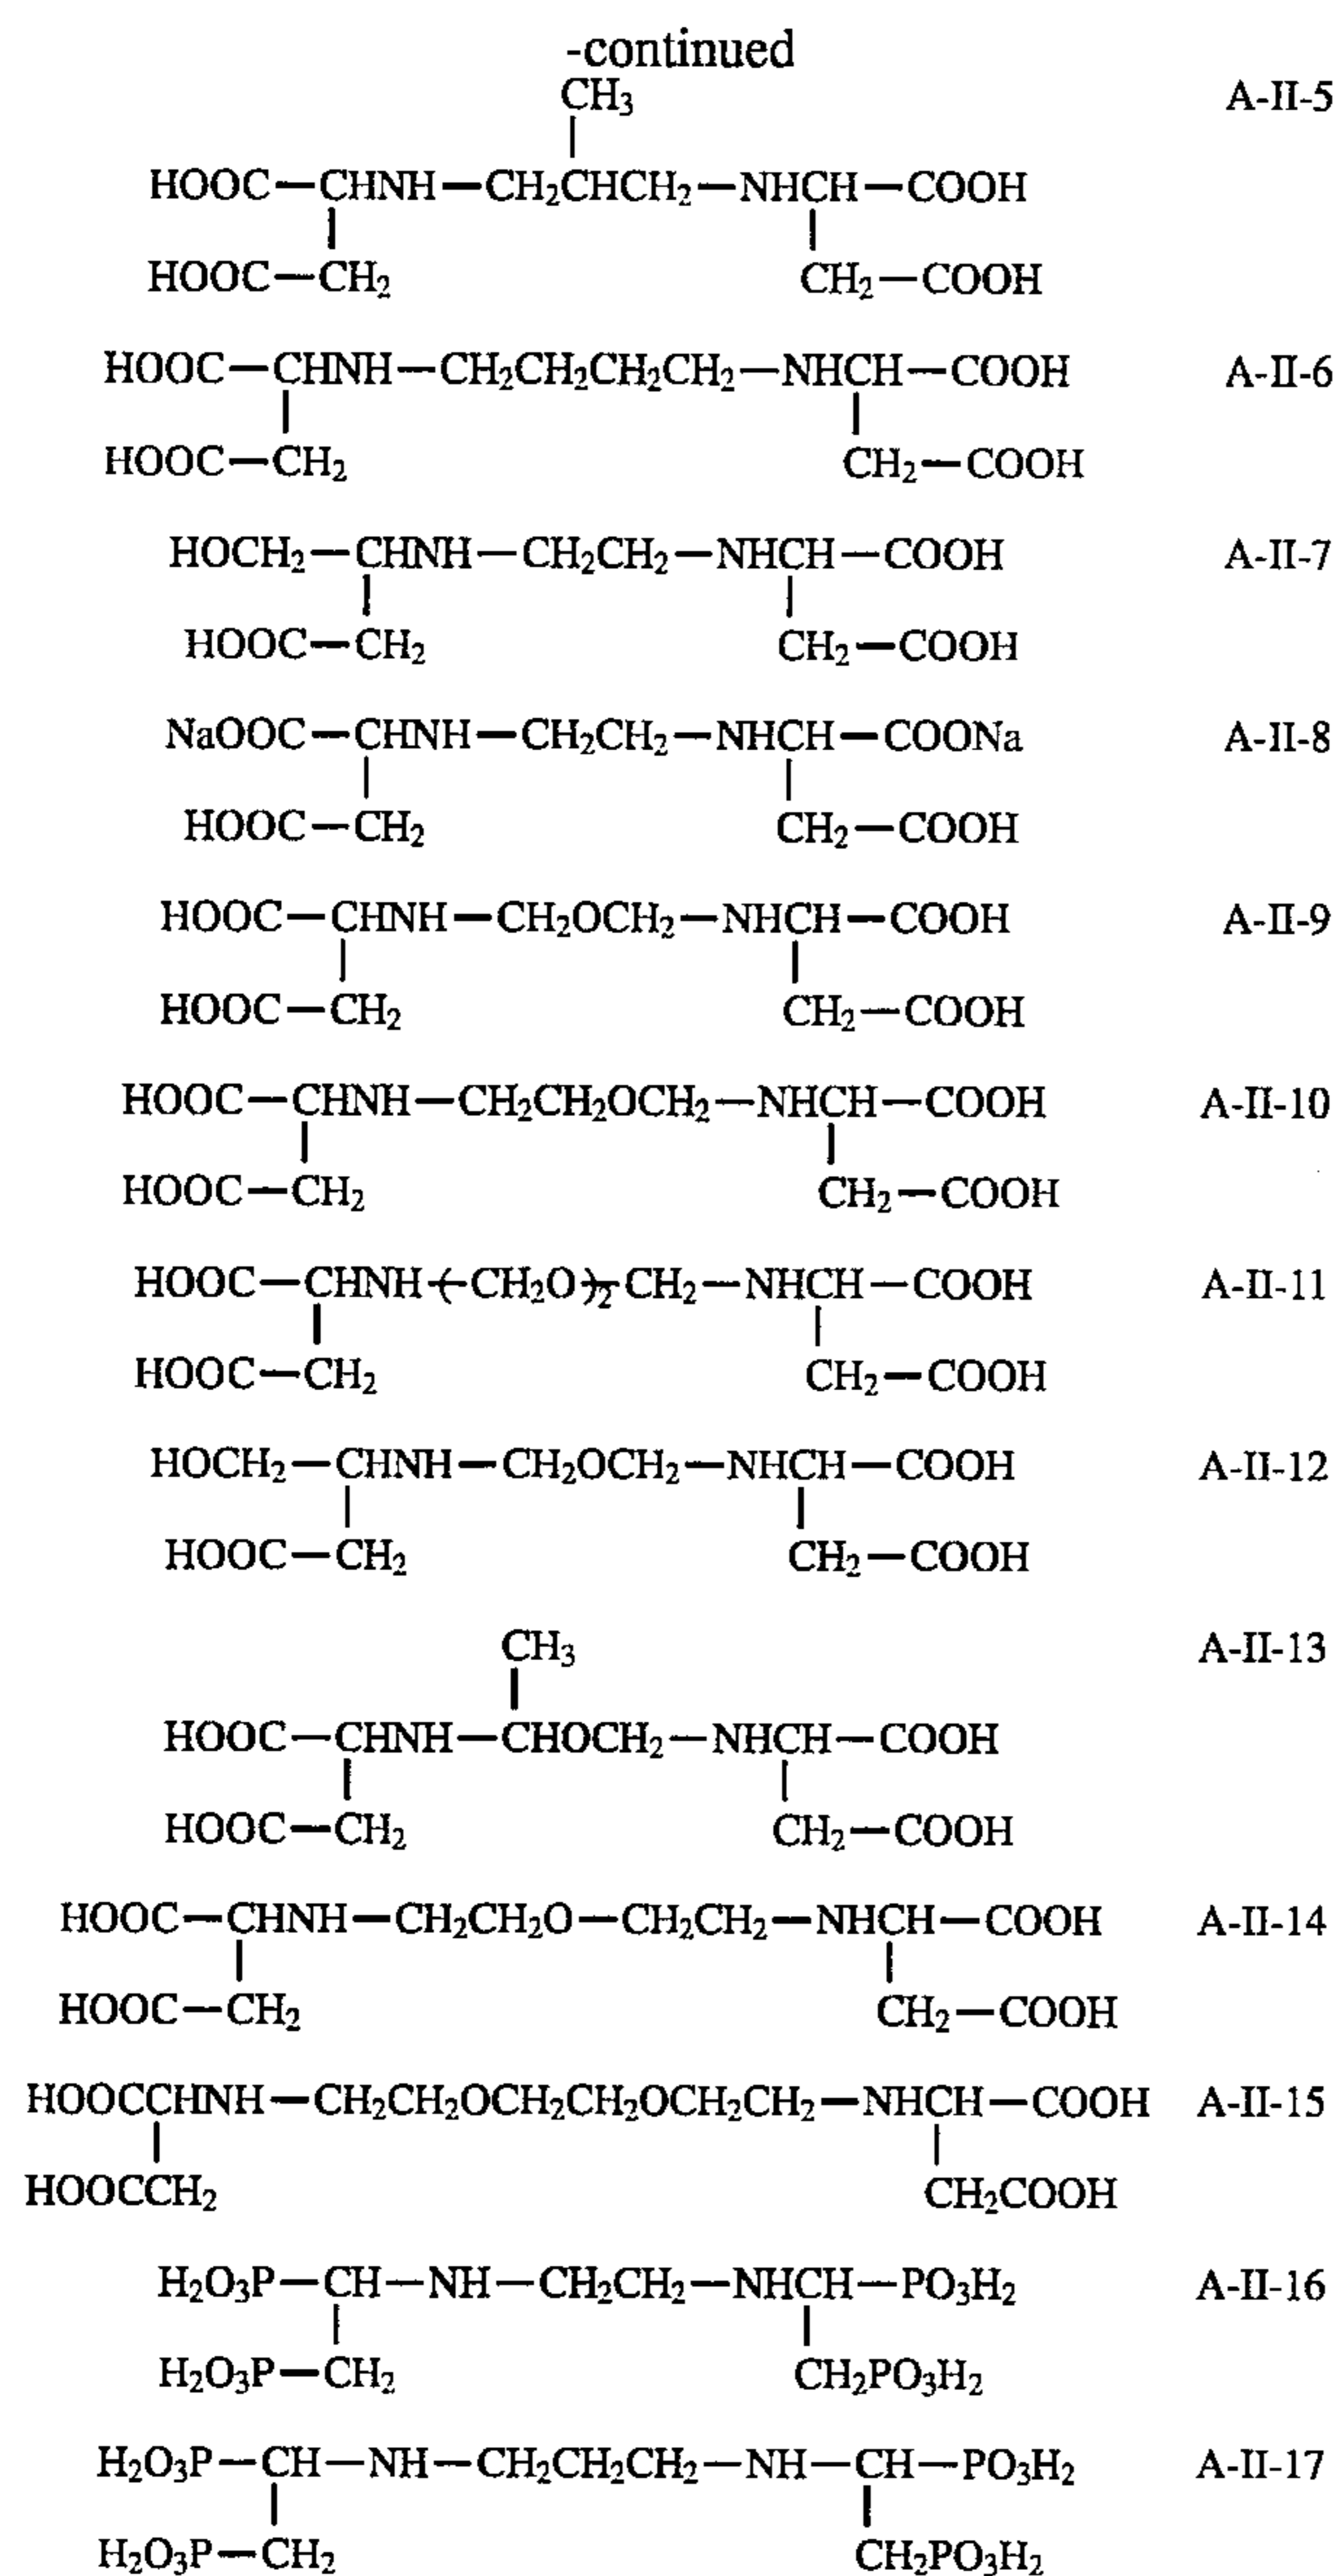 -continued
CH₃ A-II-5
HOOC—CHNH—CH₂CHCH₂—NHCH—COOH
HOOC—CH₂ CH₂—COOH
HOOC—CHNH—CH₂CH₂CH₂CH₂—NHCH—COOH A-II-6
HOOC—CH₂ CH₂—COOH
HOCH₂—CHNH—CH₂CH₂—NHCH—COOH A-II-7
HOOC—CH₂ CH₂—COOH
NaOOC—CHNH—CH₂CH₂—NHCH—COONa A-II-8
HOOC—CH₂ CH₂—COOH
HOOC—CHNH—CH₂OCH₂—NHCH—COOH A-II-9
HOOC—CH₂ CH₂—COOH
HOOC—CHNH—CH₂CH₂OCH₂—NHCH—COOH A-II-10
HOOC—CH₂ CH₂—COOH
HOOC—CHNH—(CH₂O)₂—CH₂—NHCH—COOH A-II-11
HOOC—CH₂ CH₂—COOH
HOCH₂—CHNH—CH₂OCH₂—NHCH—COOH A-II-12
HOOC—CH₂ CH₂—COOH
CH₃ A-II-13
HOOC—CHNH—CHOCH₂—NHCH—COOH
HOOC—CH₂ CH₂—COOH
HOOC—CHNH—CH₂CH₂O—CH₂CH₂—NHCH—COOH A-II-14
HOOC—CH₂ CH₂—COOH
HOOCCHNH—CH₂CH₂OCH₂CH₂OCH₂CH₂—NHCH—COOH A-II-15
HOOCCH₂ CH₂COOH
H₂O₃P—CH—NH—CH₂CH₂—NHCH—PO₃H₂ A-II-16
H₂O₃P—CH₂ CH₂PO₃H₂
H₂O₃P—CH—NH—CH₂CH₂CH₂—NH—CH—PO₃H₂ A-II-17
H₂O₃P—CH₂ CH₂PO₃H₂